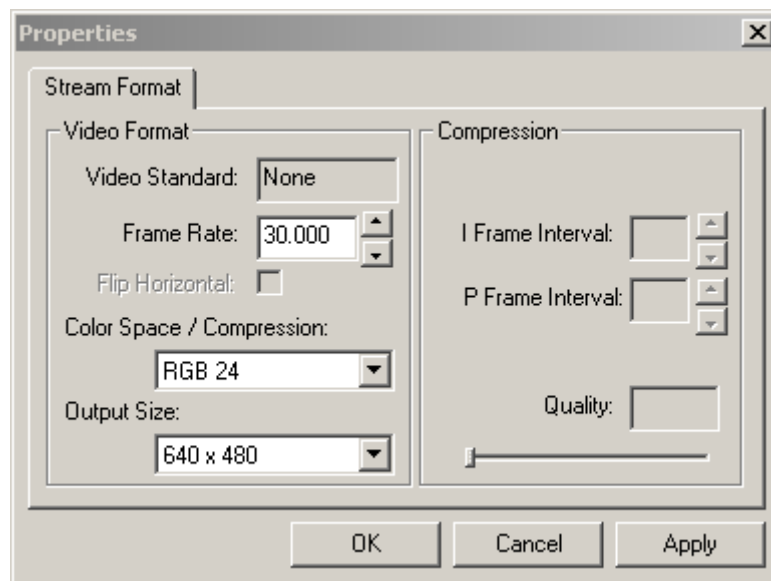 Properties
Stream Format
Video Format
Video Standard: None
Frame Rate: 30.000
Flip Horizontal:
Color Space / Compression:
RGB 24
Output Size:
640 x 480
Compression
I Frame Interval:
P Frame Interval:
Quality:
OK Cancel Apply